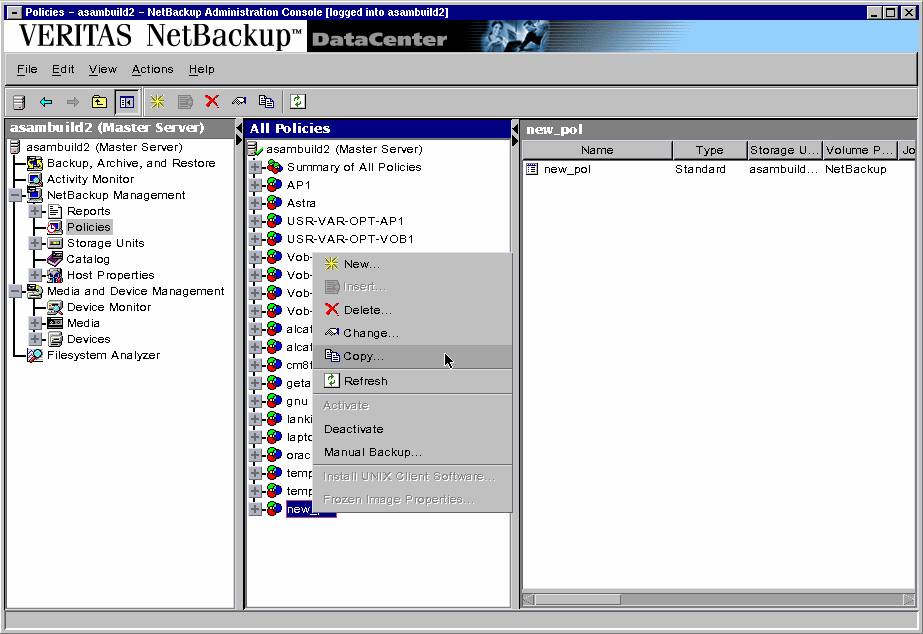 Policies - asambuild2 - NetBackup Administration Console [logged into asambuild2]
VERITAS NetBackup™ DataCenter
File Edit View Actions Help
asambuild2 (Master Server)
asambuild2 (Master Server)
Backup, Archive, and Restore
Activity Monitor
NetBackup Management
Reports
Policies
Storage Units
Catalog
Host Properties
Media and Device Management
Device Monitor
Media
Devices
Filesystem Analyzer
All Policies
asambuild2 (Master Server)
Summary of All Policies
AP1
Astra
USR-VAR-OPT-AP1
USR-VAR-OPT-VOB1
Vob-
Vob-
Vob-
Vob-
alcat
alcat
cm8f
geta
gnu
lanki
lapto
orac
temp
temp
new_p
New...
Insert...
Delete...
Change...
Copy...
Refresh
Activate
Deactivate
Manual Backup...
Install UNIX Client Software...
Frozen Image Properties...
new_pol
Name Type Storage U... Volume P... Jo
new_pol Standard asambuild... NetBackup